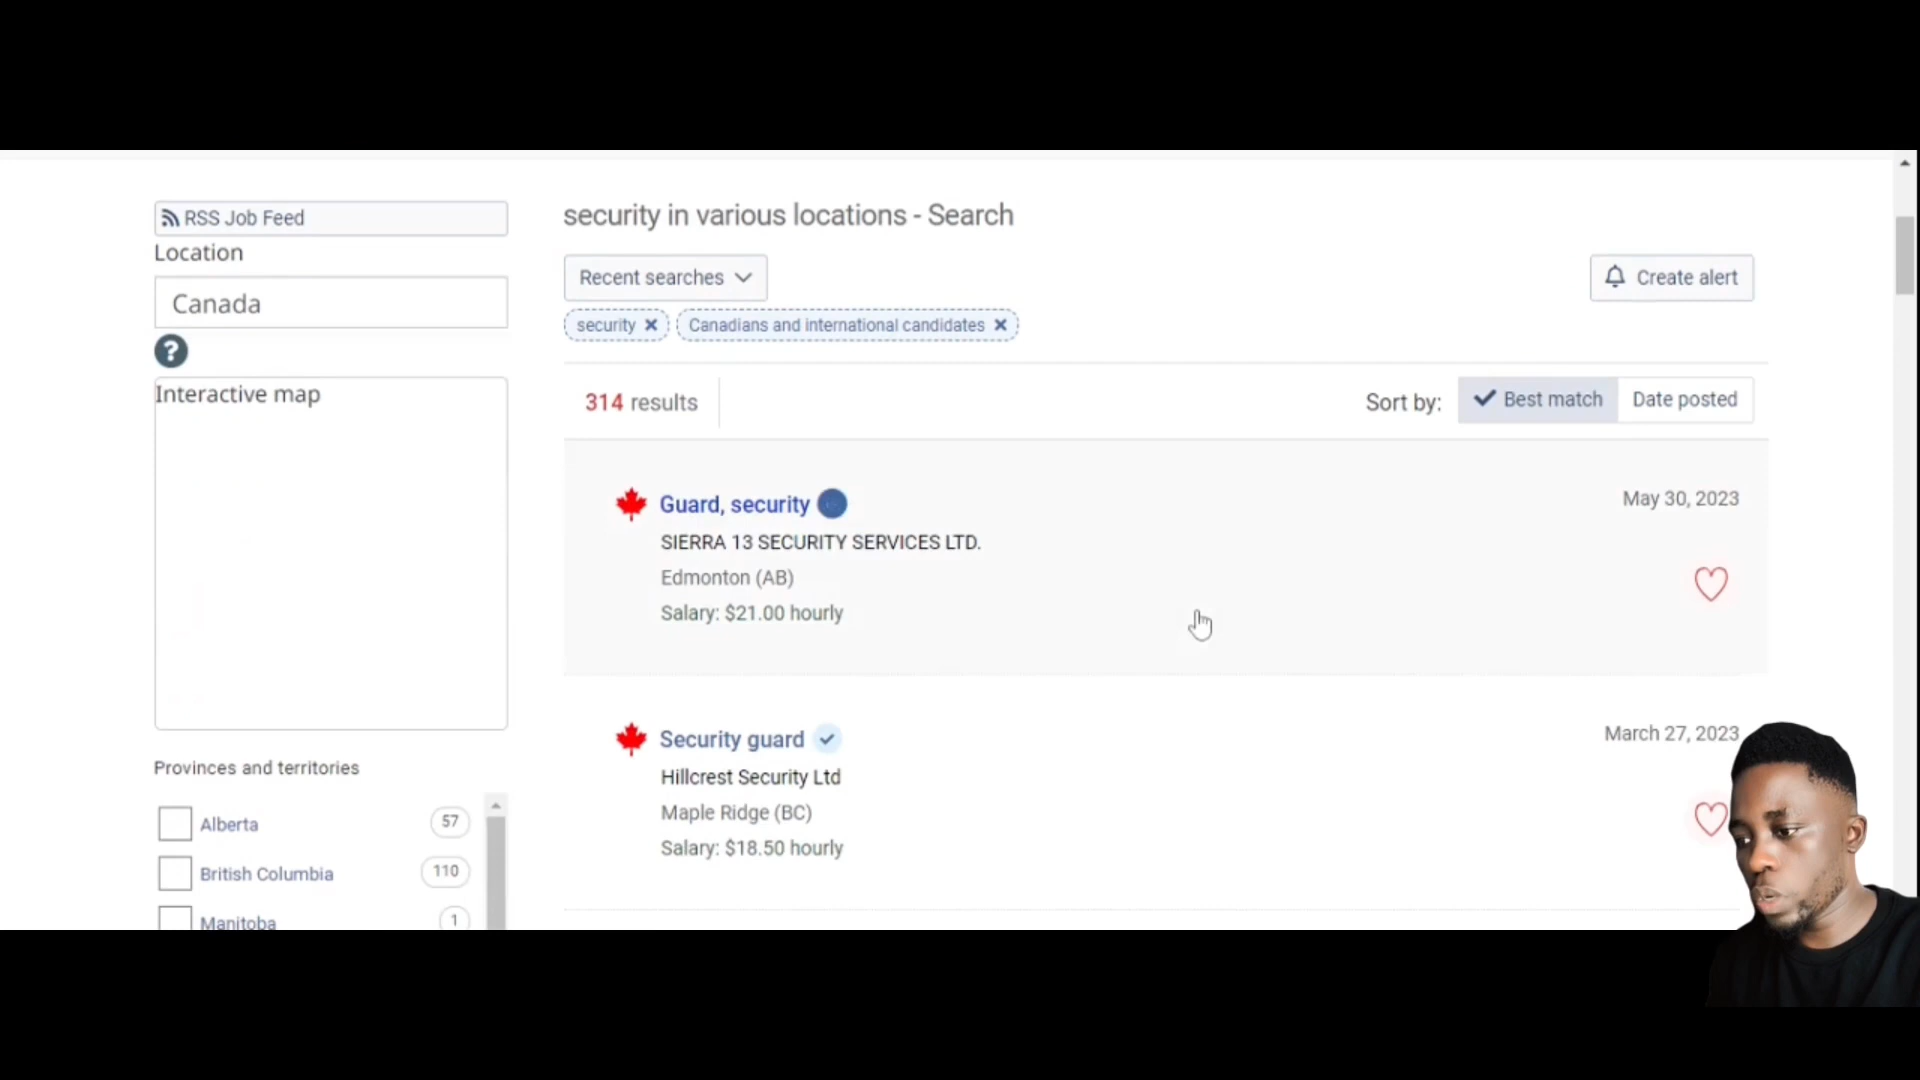 RSS Job Feed
Location
Canada
?
Interactive map
Provinces and territories
Alberta 57
British Columbia 110
Manitoba 1
security in various locations - Search
Recent searches
Create alert
security
Canadians and international candidates
314 results
Sort by: Best match Date posted
Guard, security
May 30, 2023
SIERRA 13 SECURITY SERVICES LTD.
Edmonton (AB)
Salary: $21.00 hourly
Security guard
March 27, 2023
Hillcrest Security Ltd
Maple Ridge (BC)
Salary: $18.50 hourly